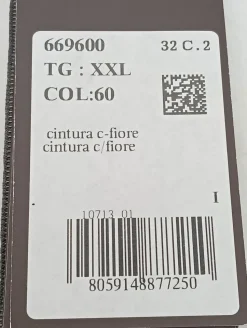 669600 32 C.2
TG : XXL
COL:60
cintura c-fiore
cintura c/fiore
I
10713 01
8059148877250